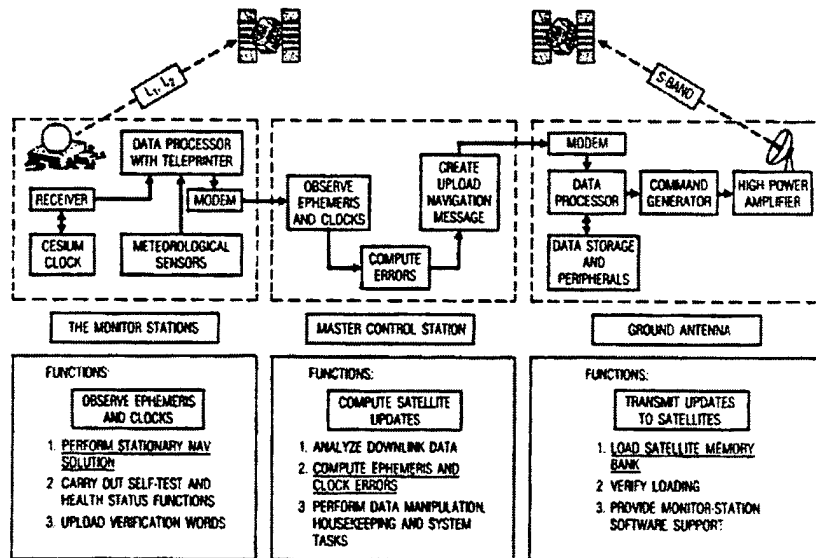 L1, L2
S-BAND
DATA PROCESSOR
WITH TELEPRINTER
RECEIVER
MODEM
CESIUM
CLOCK
METEOROLOGICAL
SENSORS
OBSERVE
EPHEMERIS
AND CLOCKS
COMPUTE
ERRORS
CREATE
UPLOAD
NAVIGATION
MESSAGE
MODEM
DATA
PROCESSOR
COMMAND
GENERATOR
HIGH POWER
AMPLIFIER
DATA STORAGE
AND
PERIPHERALS
THE MONITOR STATIONS
MASTER CONTROL STATION
GROUND ANTENNA
FUNCTIONS:
OBSERVE EPHEMERIS
AND CLOCKS
1. PERFORM STATIONARY NAV
SOLUTION
2 CARRY OUT SELF-TEST AND
HEALTH STATUS FUNCTIONS
3. UPLOAD VERIFICATION WORDS
FUNCTIONS:
COMPUTE SATELLITE
UPDATES
1. ANALYZE DOWNLINK DATA
2. COMPUTE EPHEMERIS AND
CLOCK ERRORS
3 PERFORM DATA MANIPULATION,
HOUSEKEEPING AND SYSTEM
TASKS
FUNCTIONS:
TRANSMIT UPDATES
TO SATELLITES
1. LOAD SATELLITE MEMORY
BANK
2 VERIFY LOADING
3. PROVIDE MONITOR-STATION
SOFTWARE SUPPORT